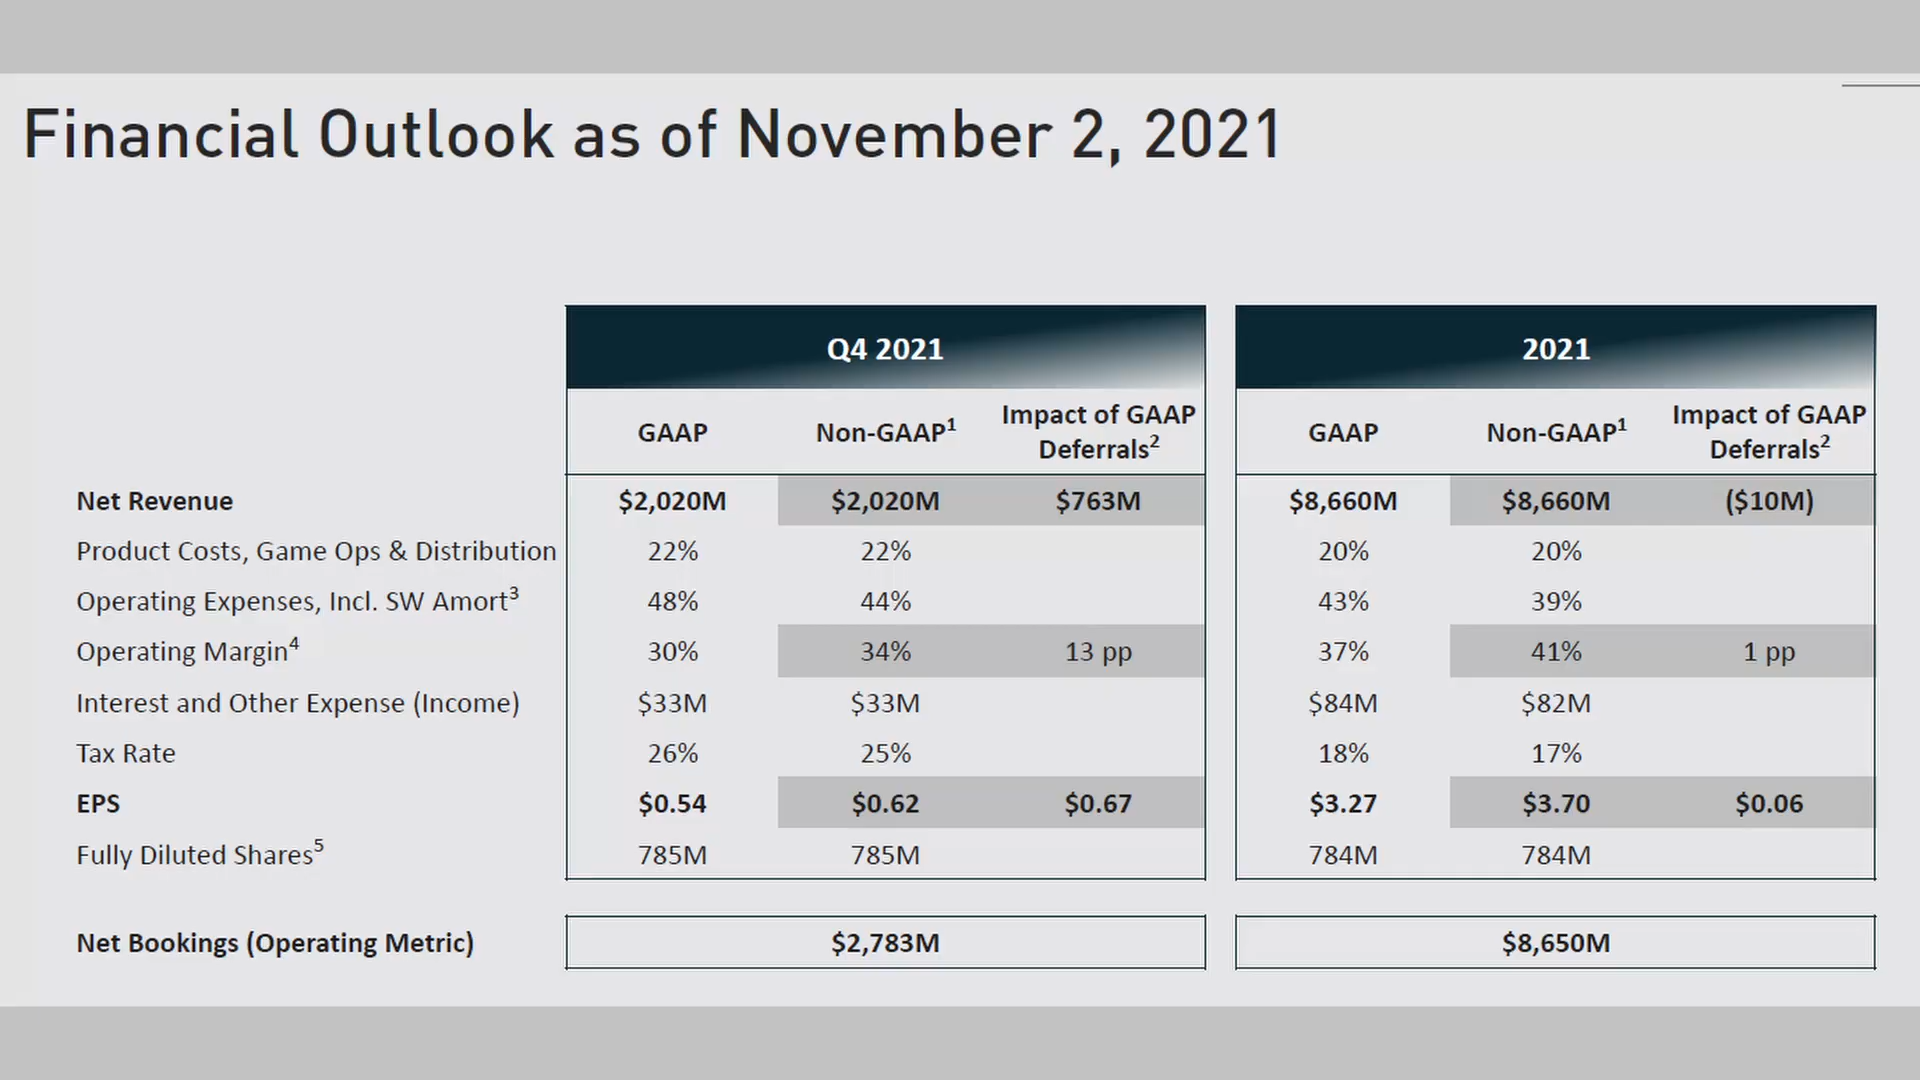 Financial Outlook as of November 2, 2021
Q4 2021 2021
GAAP Non-GAAP1 Impact of GAAP Deferrals2 GAAP Non-GAAP1 Impact of GAAP Deferrals2
Net Revenue $2,020M $2,020M $763M $8,660M $8,660M ($10M)
Product Costs, Game Ops & Distribution 22% 22% 20% 20%
Operating Expenses, Incl. SW Amort3 48% 44% 43% 39%
Operating Margin4 30% 34% 13 pp 37% 41% 1 pp
Interest and Other Expense (Income) $33M $33M $84M $82M
Tax Rate 26% 25% 18% 17%
EPS $0.54 $0.62 $0.67 $3.27 $3.70 $0.06
Fully Diluted Shares5 785M 785M 784M 784M
Net Bookings (Operating Metric) $2,783M $8,650M